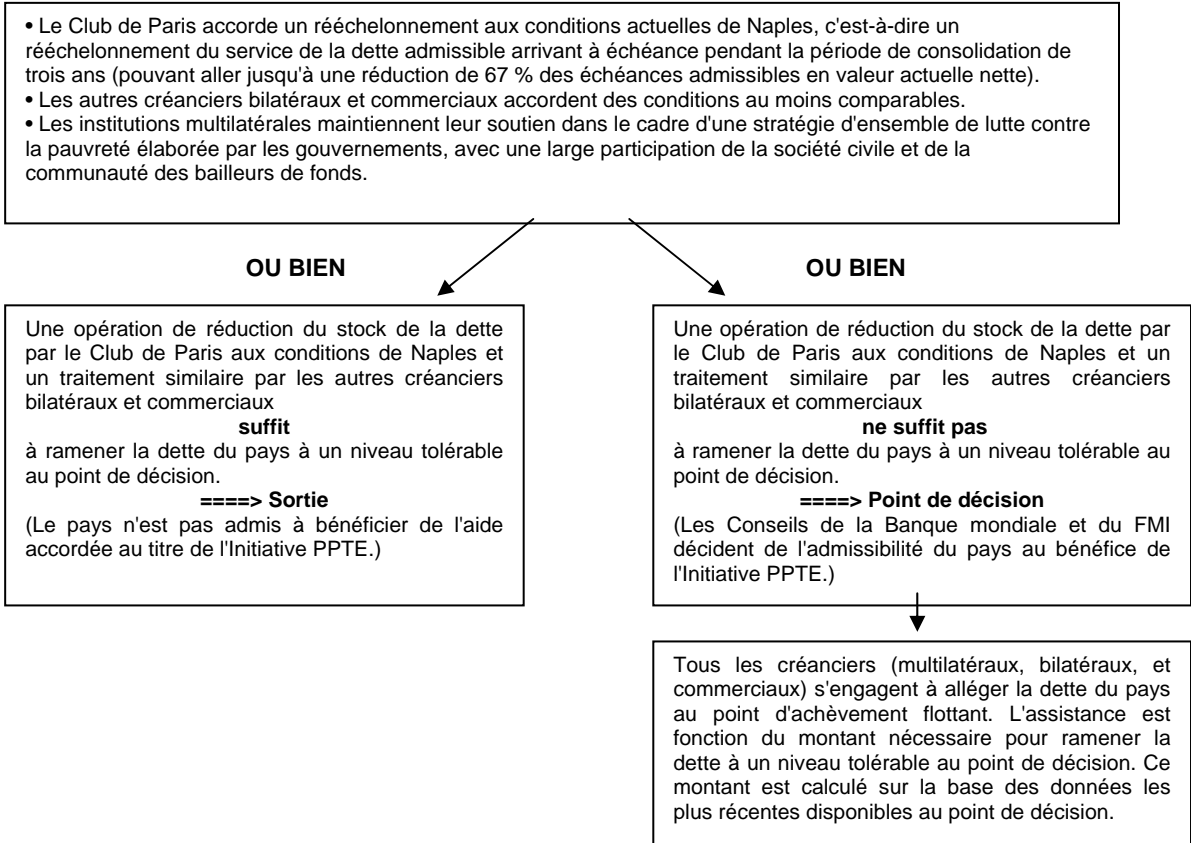 • Le Club de Paris accorde un rééchelonnement aux conditions actuelles de Naples, c'est-à-dire un
rééchelonnement du service de la dette admissible arrivant à échéance pendant la période de consolidation de
trois ans (pouvant aller jusqu'à une réduction de 67 % des échéances admissibles en valeur actuelle nette).
• Les autres créanciers bilatéraux et commerciaux accordent des conditions au moins comparables.
• Les institutions multilatérales maintiennent leur soutien dans le cadre d'une stratégie d'ensemble de lutte contre
la pauvreté élaborée par les gouvernements, avec une large participation de la société civile et de la
communauté des bailleurs de fonds.
OU BIEN
Une opération de réduction du stock de la dette
par le Club de Paris aux conditions de Naples et
un traitement similaire par les autres créanciers
bilatéraux et commerciaux
suffit
à ramener la dette du pays à un niveau tolérable
au point de décision.
====> Sortie
(Le pays n'est pas admis à bénéficier de l'aide
accordée au titre de l'Initiative PPTE.)
OU BIEN
Une opération de réduction du stock de la dette par
le Club de Paris aux conditions de Naples et un
traitement similaire par les autres créanciers
bilatéraux et commerciaux
ne suffit pas
à ramener la dette du pays à un niveau tolérable au
point de décision.
====> Point de décision
(Les Conseils de la Banque mondiale et du FMI
décident de l'admissibilité du pays au bénéfice de
l'Initiative PPTE.)
Tous les créanciers (multilatéraux, bilatéraux, et
commerciaux) s'engagent à alléger la dette du pays
au point d'achèvement flottant. L'assistance est
fonction du montant nécessaire pour ramener la
dette à un niveau tolérable au point de décision. Ce
montant est calculé sur la base des données les
plus récentes disponibles au point de décision.